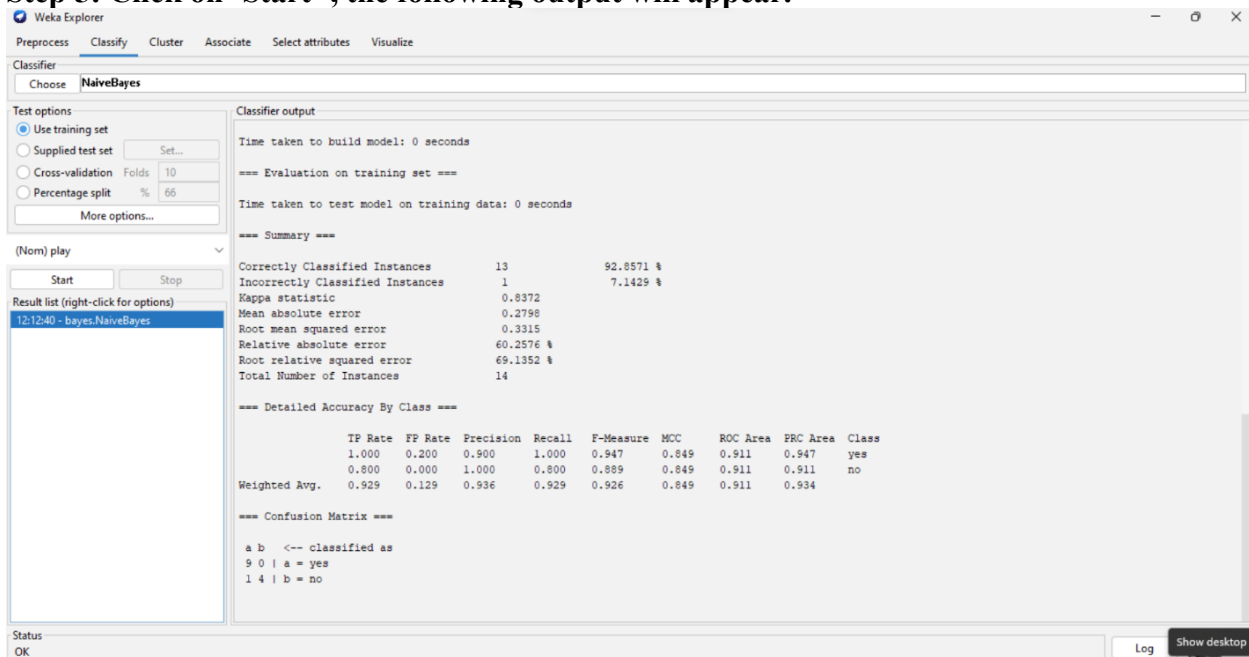 Step 5: Click on "Start", the following output will appear:
Weka Explorer
Preprocess Classify Cluster Associate Select attributes Visualize
Classifier
Choose NaiveBayes
Test options
Use training set
Supplied test set Set...
Cross-validation Folds 10
Percentage split % 66
More options...
(Nom) play
Start Stop
Result list (right-click for options)
12:12:40 - bayes.NaiveBayes
Classifier output
Time taken to build model: 0 seconds
=== Evaluation on training set ===
Time taken to test model on training data: 0 seconds
=== Summary ===
Correctly Classified Instances 13 92.8571 %
Incorrectly Classified Instances 1 7.1429 %
Kappa statistic 0.8372
Mean absolute error 0.2798
Root mean squared error 0.3315
Relative absolute error 60.2576 %
Root relative squared error 69.1352 %
Total Number of Instances 14
=== Detailed Accuracy By Class ===
TP Rate FP Rate Precision Recall F-Measure MCC ROC Area PRC Area Class
1.000 0.200 0.900 1.000 0.947 0.849 0.911 0.947 yes
0.800 0.000 1.000 0.800 0.889 0.849 0.911 0.911 no
Weighted Avg. 0.929 0.129 0.936 0.929 0.926 0.849 0.911 0.934
=== Confusion Matrix ===
a b <-- classified as
9 0 | a = yes
1 4 | b = no
Status
OK
Log
Show desktop